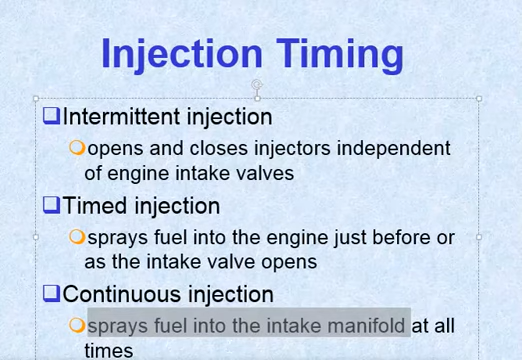 Injection Timing
Intermittent injection
opens and closes injectors independent
of engine intake valves
Timed injection
sprays fuel into the engine just before or
as the intake valve opens
Continuous injection
sprays fuel into the intake manifold at all
times